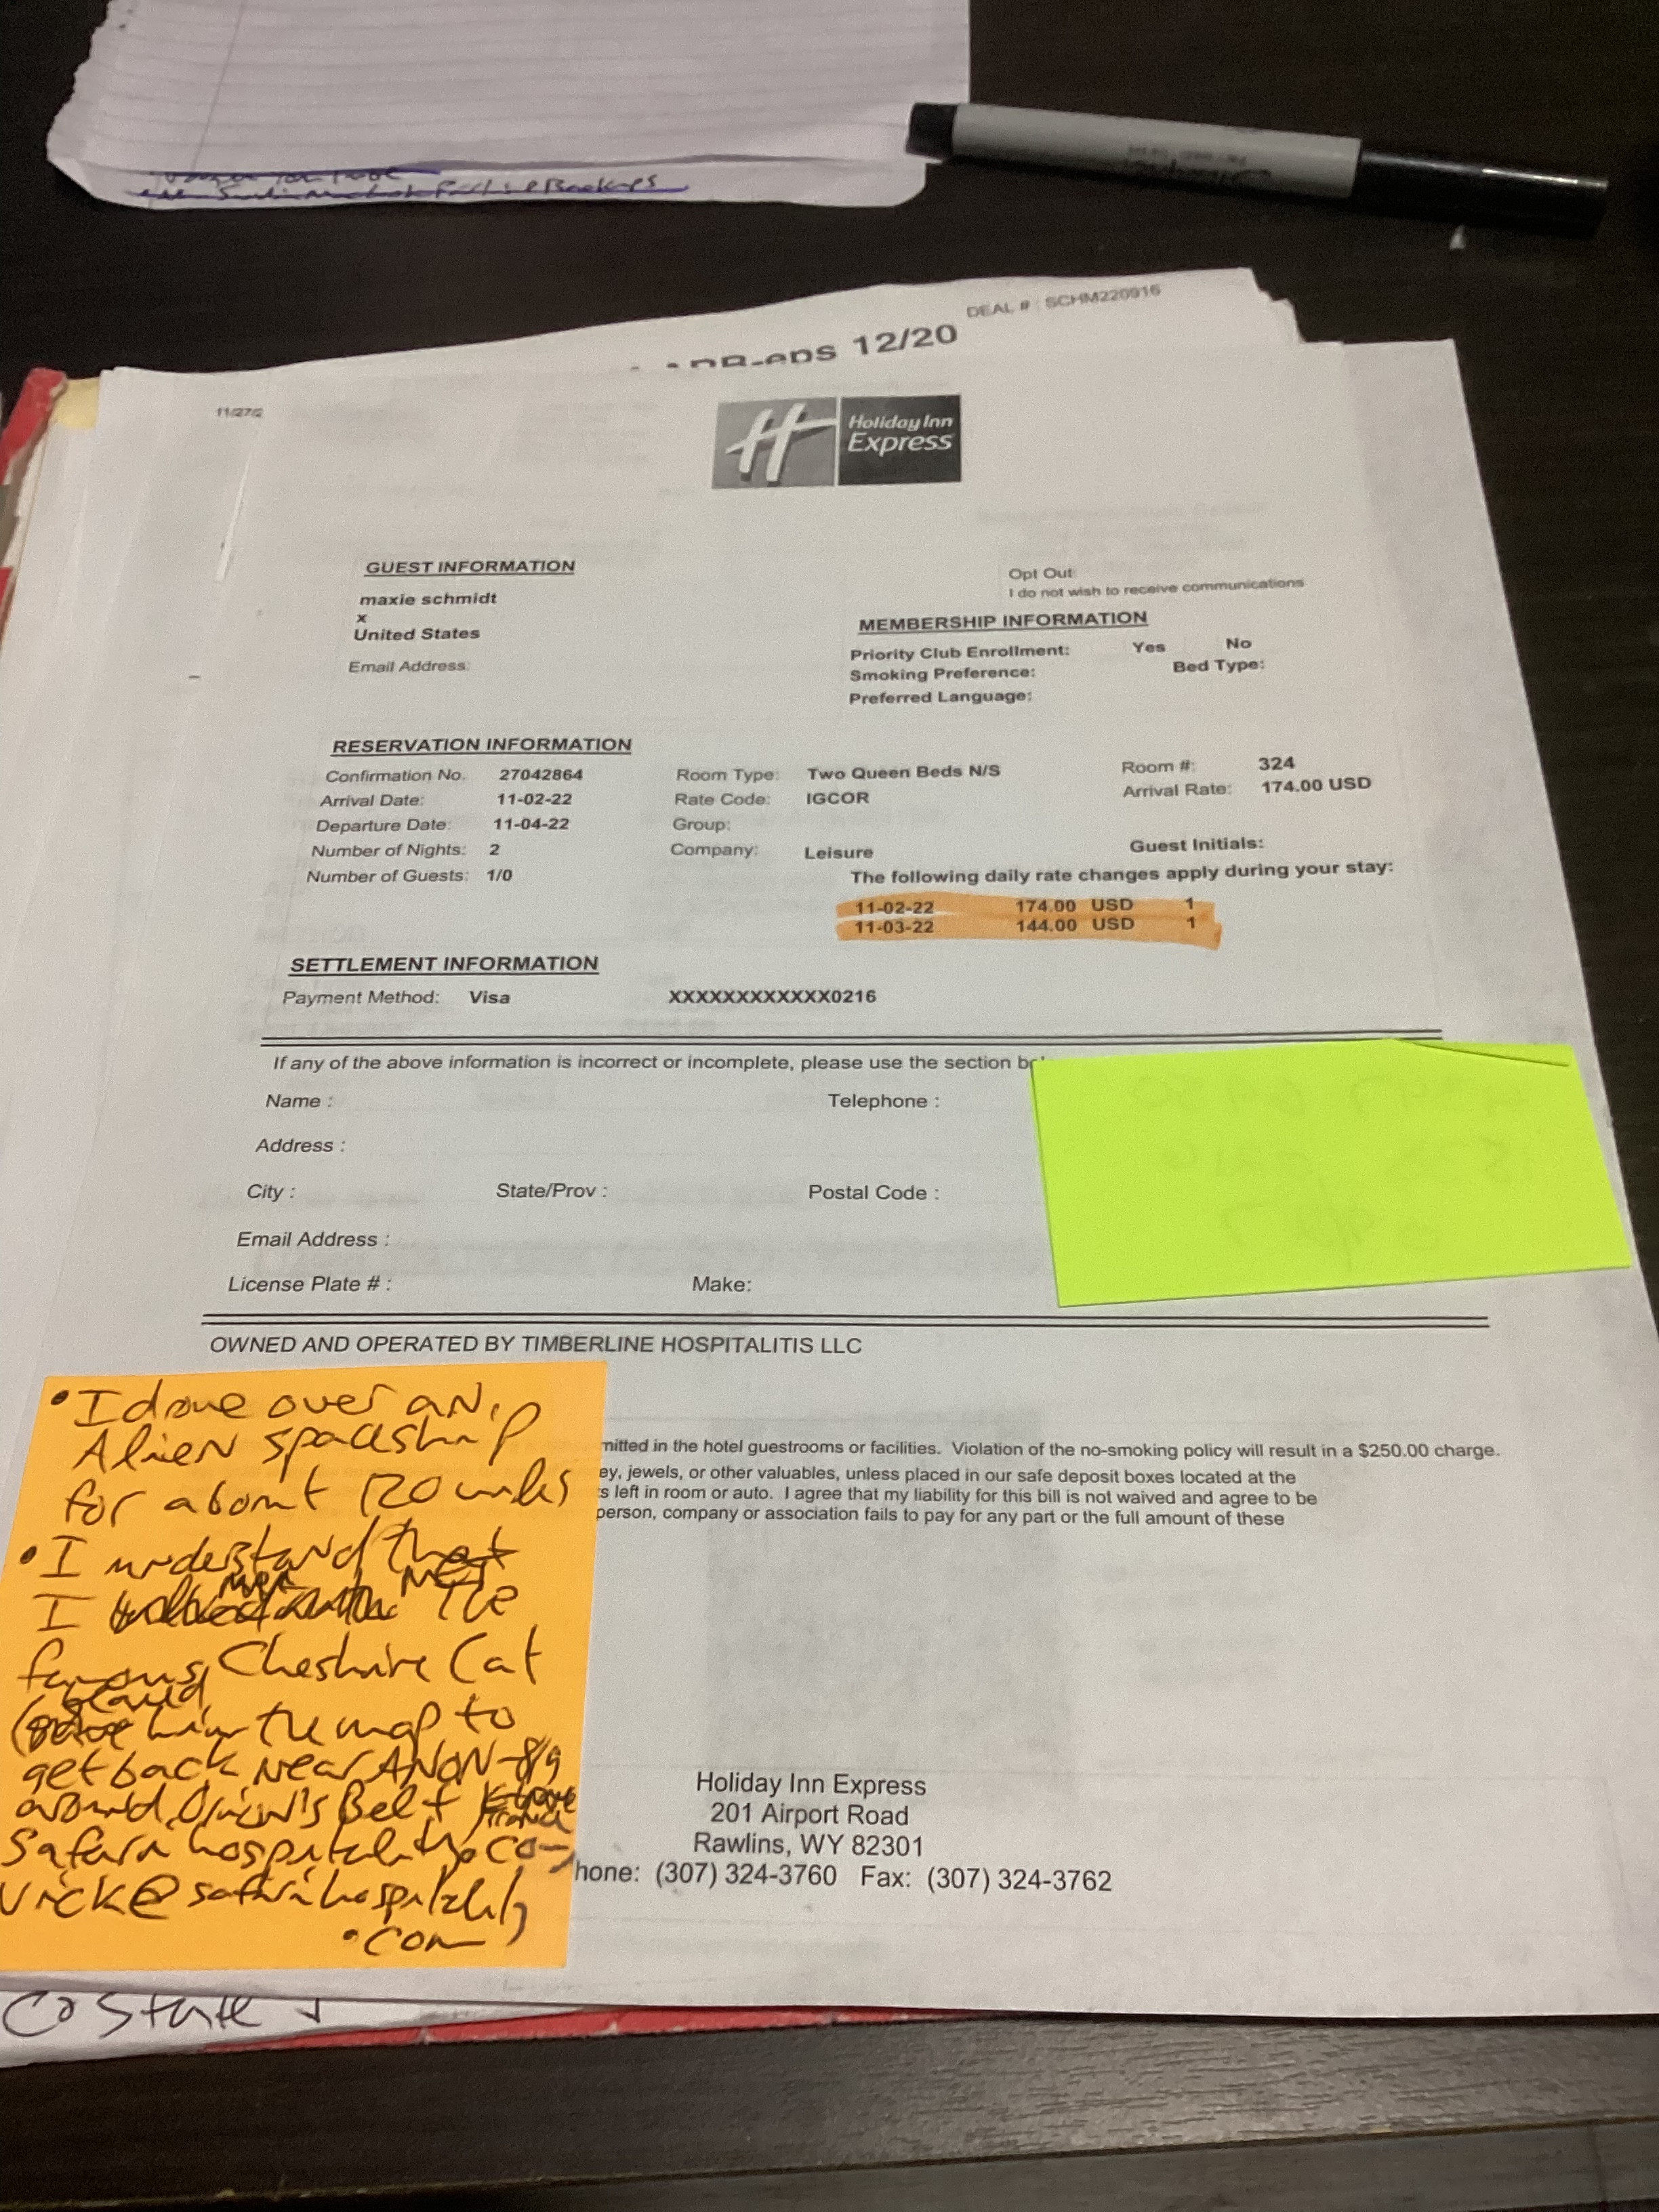 DEAL # : SCHM220916
12/20
11/27/2
Holiday Inn
Express
GUEST INFORMATION
maxie schmidt
x
United States
Email Address:
Opt Out:
I do not wish to receive communications
MEMBERSHIP INFORMATION
Priority Club Enrollment: Yes No
Smoking Preference: Bed Type:
Preferred Language:
RESERVATION INFORMATION
Confirmation No. 27042864 Room Type: Two Queen Beds N/S Room #: 324
Arrival Date: 11-02-22 Rate Code: IGCOR Arrival Rate: 174.00 USD
Departure Date: 11-04-22 Group:
Number of Nights: 2 Company: Leisure Guest Initials:
Number of Guests: 1/0 The following daily rate changes apply during your stay:
11-02-22 174.00 USD 1
11-03-22 144.00 USD 1
SETTLEMENT INFORMATION
Payment Method: Visa XXXXXXXXXXXX0216
If any of the above information is incorrect or incomplete, please use the section
Name : Telephone :
Address :
City : State/Prov : Postal Code :
Email Address :
License Plate # : Make:
OWNED AND OPERATED BY TIMBERLINE HOSPITALITIS LLC
mitted in the hotel guestrooms or facilities. Violation of the no-smoking policy will result in a $250.00 charge.
ey, jewels, or other valuables, unless placed in our safe deposit boxes located at the
s left in room or auto. I agree that my liability for this bill is not waived and agree to be
person, company or association fails to pay for any part or the full amount of these
• I drove over an
Alien spaceship
for about 120 miles
• I understand that
I met the
famous Cheshire Cat
him the map to
get back near ANON-8/9
around Orion's Belt
safari hospitality co
vick@safarihospitality
.com
Holiday Inn Express
201 Airport Road
Rawlins, WY 82301
hone: (307) 324-3760 Fax: (307) 324-3762
CO State